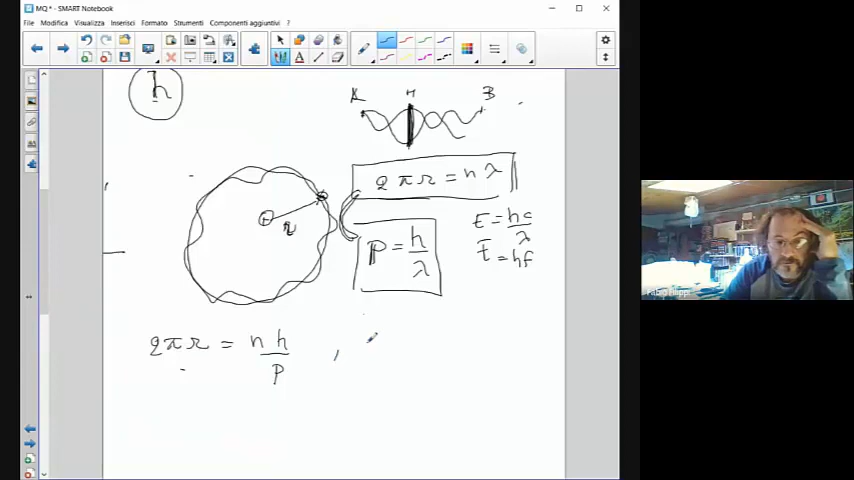 MQ * - SMART Notebook
File Modifica Visualizza Inserisci Formato Strumenti Componenti aggiuntivi ?
h
A H B
2πr = nλ
r
P = h/λ
E = hc/λ
E = hf
2πr = nh/p ,